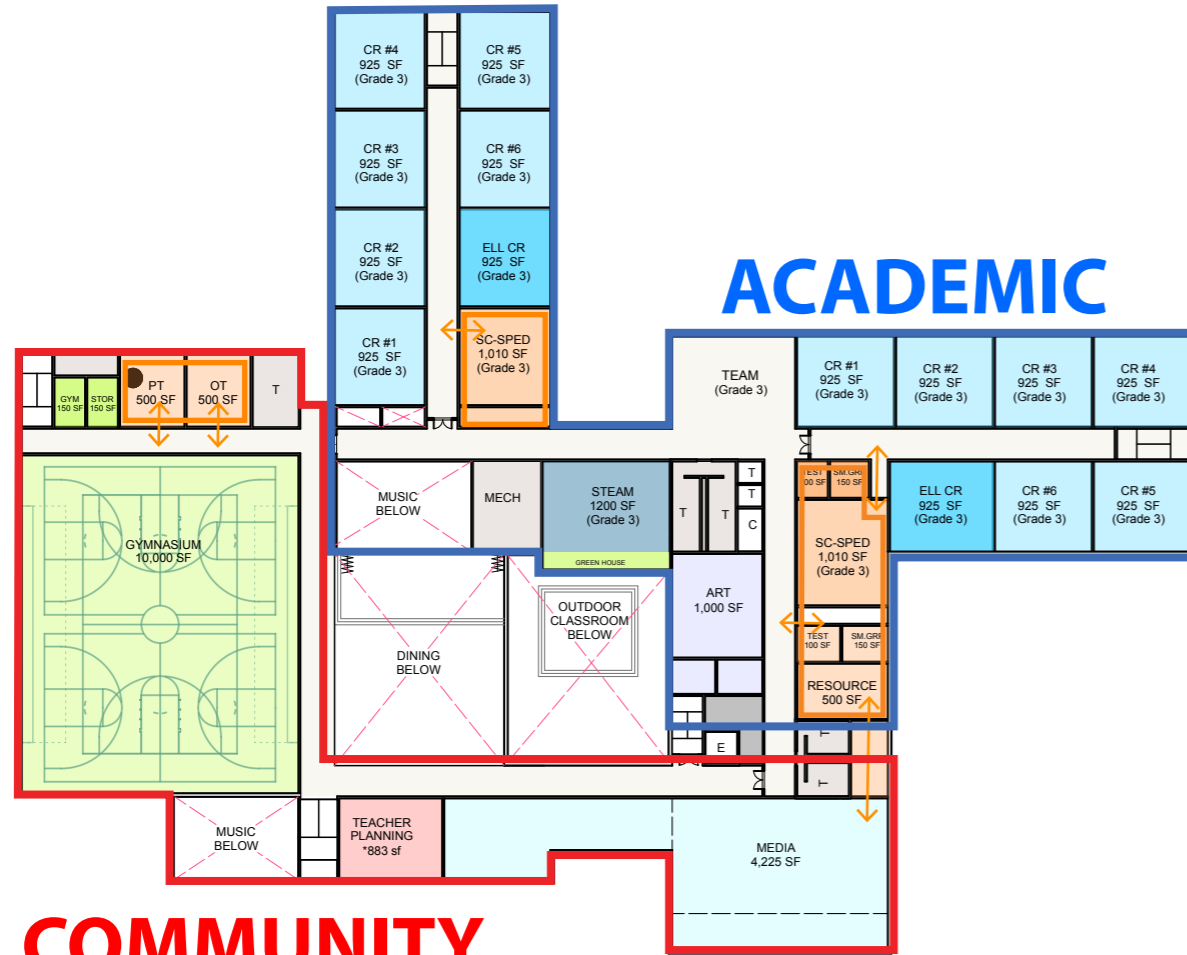 CR #4
925 SF
(Grade 3)
CR #5
925 SF
(Grade 3)
CR #3
925 SF
(Grade 3)
CR #6
925 SF
(Grade 3)
CR #2
925 SF
(Grade 3)
ELL CR
925 SF
(Grade 3)
CR #1
925 SF
(Grade 3)
SC-SPED
1,010 SF
(Grade 3)
ACADEMIC
GYM
150 SF
STOR
150 SF
PT
500 SF
OT
500 SF
T
TEAM
(Grade 3)
CR #1
925 SF
(Grade 3)
CR #2
925 SF
(Grade 3)
CR #3
925 SF
(Grade 3)
CR #4
925 SF
(Grade 3)
MUSIC
BELOW
MECH
STEAM
1200 SF
(Grade 3)
GREEN HOUSE
T
T
T
T
C
TEST
00 SF
SM.GRP
150 SF
ELL CR
925 SF
(Grade 3)
CR #6
925 SF
(Grade 3)
CR #5
925 SF
(Grade 3)
GYMNASIUM
10,000 SF
SC-SPED
1,010 SF
(Grade 3)
ART
1,000 SF
OUTDOOR
CLASSROOM
BELOW
DINING
BELOW
TEST
100 SF
SM.GRP
150 SF
RESOURCE
500 SF
E
T
T
MUSIC
BELOW
TEACHER
PLANNING
*883 sf
MEDIA
4,225 SF
COMMUNITY